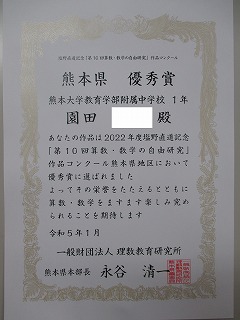 塩野直道記念「第10回算数・数学の自由研究」作品コンクール
熊本県 優秀賞
熊本大学教育学部附属中学校 1年
園田 殿
あなたの作品は2022年度塩野直道記念
「第10回算数・数学の自由研究」
作品コンクール熊本県地区において
優秀賞に選ばれました
よってその栄誉をたたえるとともに
算数・数学をますます楽しみ究め
られることを期待します
令和5年1月
一般財団法人 理数教育研究所
熊本県本部長 永谷 清一